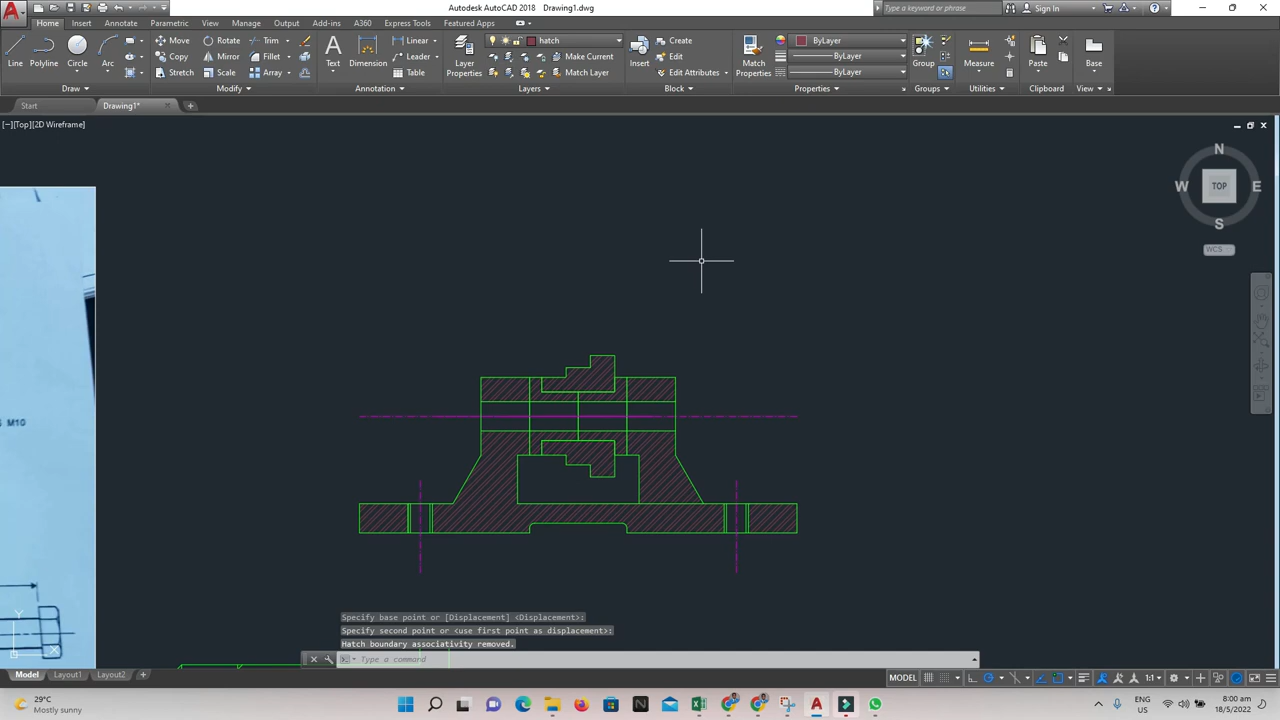 Autodesk AutoCAD 2018 Drawing1.dwg
Type a keyword or phrase
Sign In
Home Insert Annotate Parametric View Manage Output Add-ins A360 Express Tools Featured Apps
Line Polyline Circle Arc
Move Rotate Trim
Copy Mirror Fillet
Stretch Scale Array
Text Dimension
Linear
Leader
Table
Layer Properties
hatch
Make Current
Match Layer
Insert
Create
Edit
Edit Attributes
Match Properties
ByLayer
ByLayer
ByLayer
Group
Measure
Paste
Base
Draw Modify Annotation Layers Block Properties Groups Utilities Clipboard View
Start Drawing1*
[−][Top][2D Wireframe]
N
W TOP E
S
WCS
M10
Y
X
Specify base point or [Displacement] <Displacement>:
Specify second point or <use first point as displacement>:
Hatch boundary associativity removed.
Type a command
Model Layout1 Layout2
MODEL 1:1
29°C
Mostly sunny
ENG
US
8:00 am
18/5/2022